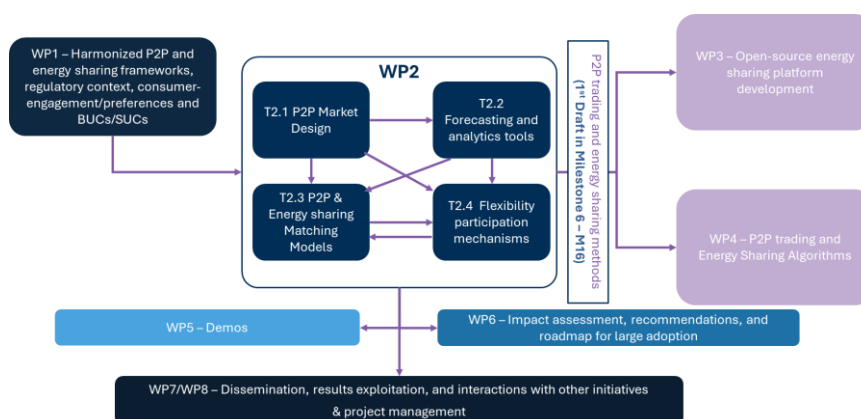 WP1 – Harmonized P2P and
energy sharing frameworks,
regulatory context, consumer-
engagement/preferences and
BUCs/SUCs
WP2
T2.1 P2P Market
Design
T2.2
Forecasting and
analytics tools
T2.3 P2P &
Energy sharing
Matching
Models
T2.4 Flexibility
participation
mechanisms
P2P trading and energy sharing methods
(1st Draft in Milestone 6 – M16)
WP3 – Open-source energy
sharing platform
development
WP4 – P2P trading and
Energy Sharing Algorithms
WP5 – Demos
WP6 – Impact assessment, recommendations, and
roadmap for large adoption
WP7/WP8 – Dissemination, results exploitation, and interactions with other initiatives
& project management